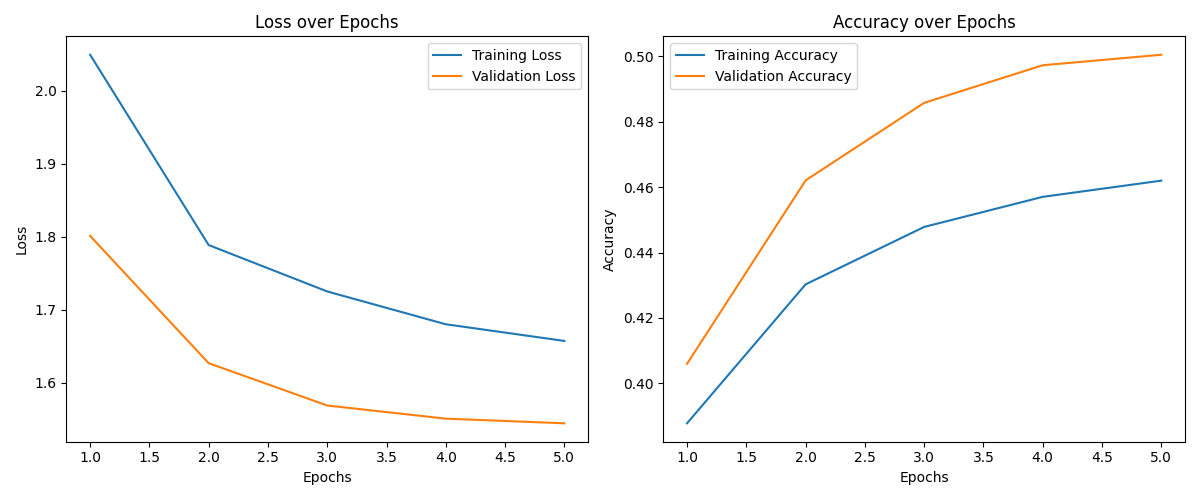 Loss over Epochs
Training Loss
Validation Loss
2.0
1.9
1.8
1.7
1.6
Loss
1.0 1.5 2.0 2.5 3.0 3.5 4.0 4.5 5.0
Epochs
Accuracy over Epochs
Training Accuracy
Validation Accuracy
0.50
0.48
0.46
0.44
0.42
0.40
Accuracy
1.0 1.5 2.0 2.5 3.0 3.5 4.0 4.5 5.0
Epochs